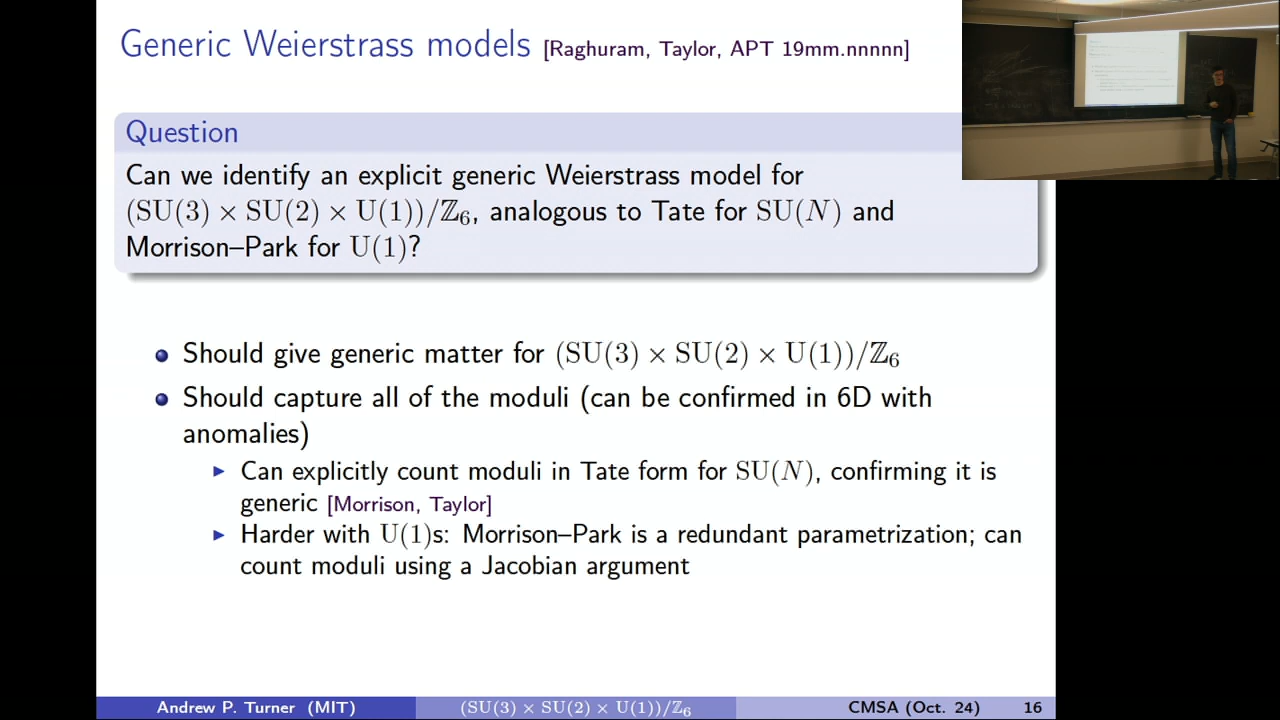 Generic Weierstrass models [Raghuram, Taylor, APT 19mm.nnnnn]
Question
Can we identify an explicit generic Weierstrass model for
(SU(3) × SU(2) × U(1))/ℤ₆, analogous to Tate for SU(N) and
Morrison–Park for U(1)?
Should give generic matter for (SU(3) × SU(2) × U(1))/ℤ₆
Should capture all of the moduli (can be confirmed in 6D with
anomalies)
Can explicitly count moduli in Tate form for SU(N), confirming it is
generic [Morrison, Taylor]
Harder with U(1)s: Morrison–Park is a redundant parametrization; can
count moduli using a Jacobian argument
Andrew P. Turner (MIT) (SU(3) × SU(2) × U(1))/ℤ₆ CMSA (Oct. 24) 16